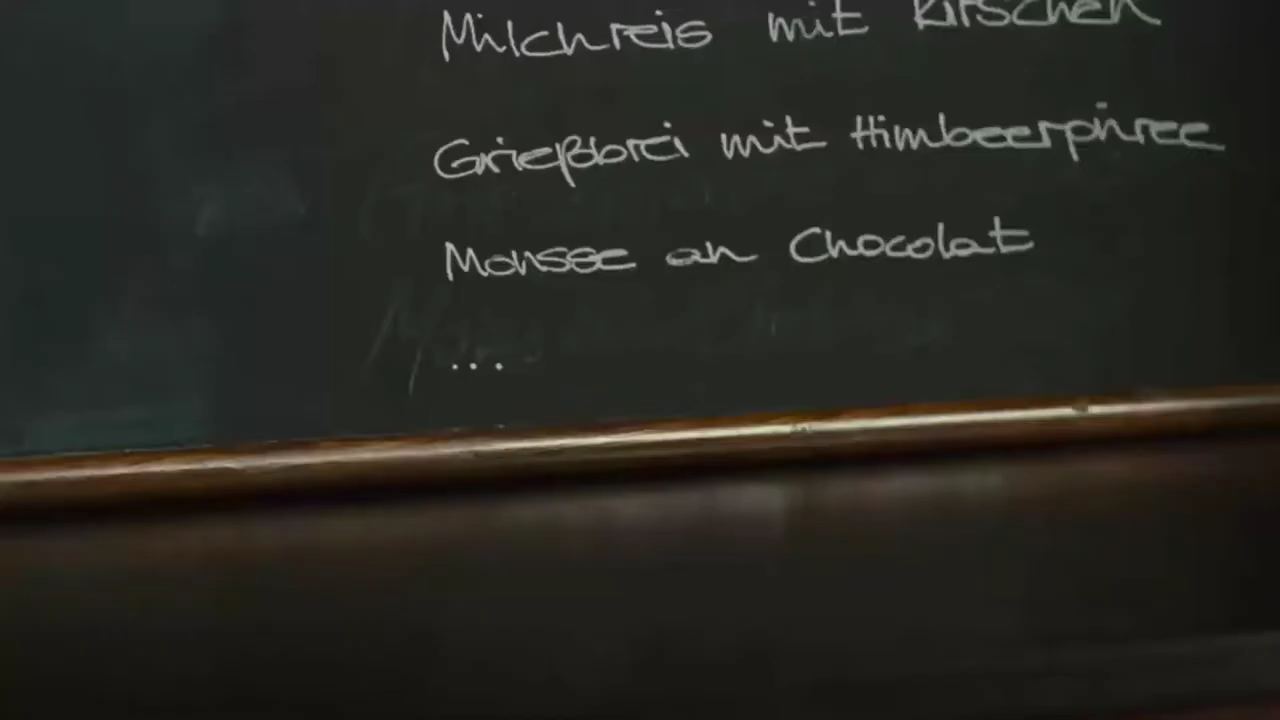 Milchreis mit Kirschen
Grießbrei mit Himbeerpüree
Mousse au Chocolat
...